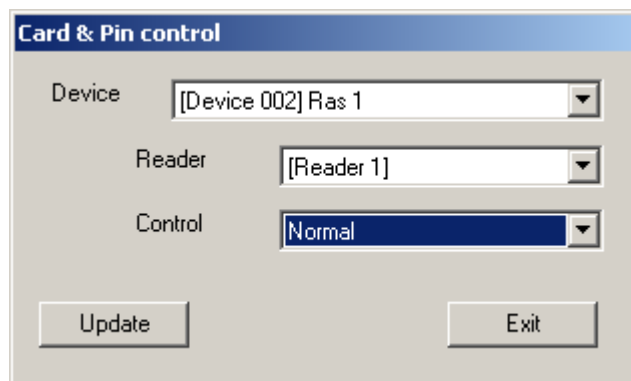 Card & Pin control
Device [Device 002] Ras 1
Reader [Reader 1]
Control Normal
Update Exit